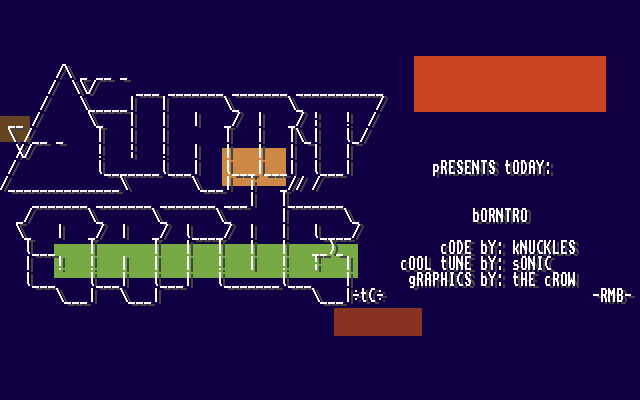 pRESENTS tODAY:
bORNTRO
cODE bY: kNUCKLES
cOOL tUNE bY: sONIC
gRAPHICS bY: tHE cROW
÷tC÷
-RMB-